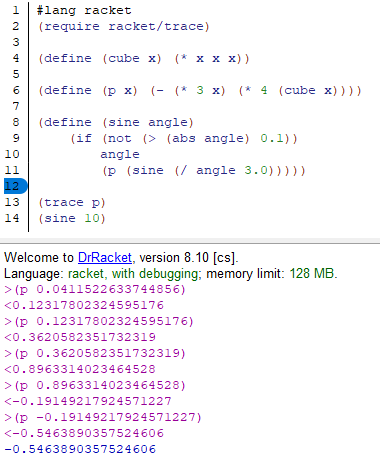 1 #lang racket
2 (require racket/trace)
3
4 (define (cube x) (* x x x))
5
6 (define (p x) (- (* 3 x) (* 4 (cube x))))
7
8 (define (sine angle)
9     (if (not (> (abs angle) 0.1))
10         angle
11         (p (sine (/ angle 3.0)))))
12
13 (trace p)
14 (sine 10)
Welcome to DrRacket, version 8.10 [cs].
Language: racket, with debugging; memory limit: 128 MB.
>(p 0.0411522633744856)
<0.12317802324595176
>(p 0.12317802324595176)
<0.3620582351732319
>(p 0.3620582351732319)
<0.8963314023464528
>(p 0.8963314023464528)
<-0.19149217924571227
>(p -0.19149217924571227)
<-0.5463890357524606
-0.5463890357524606